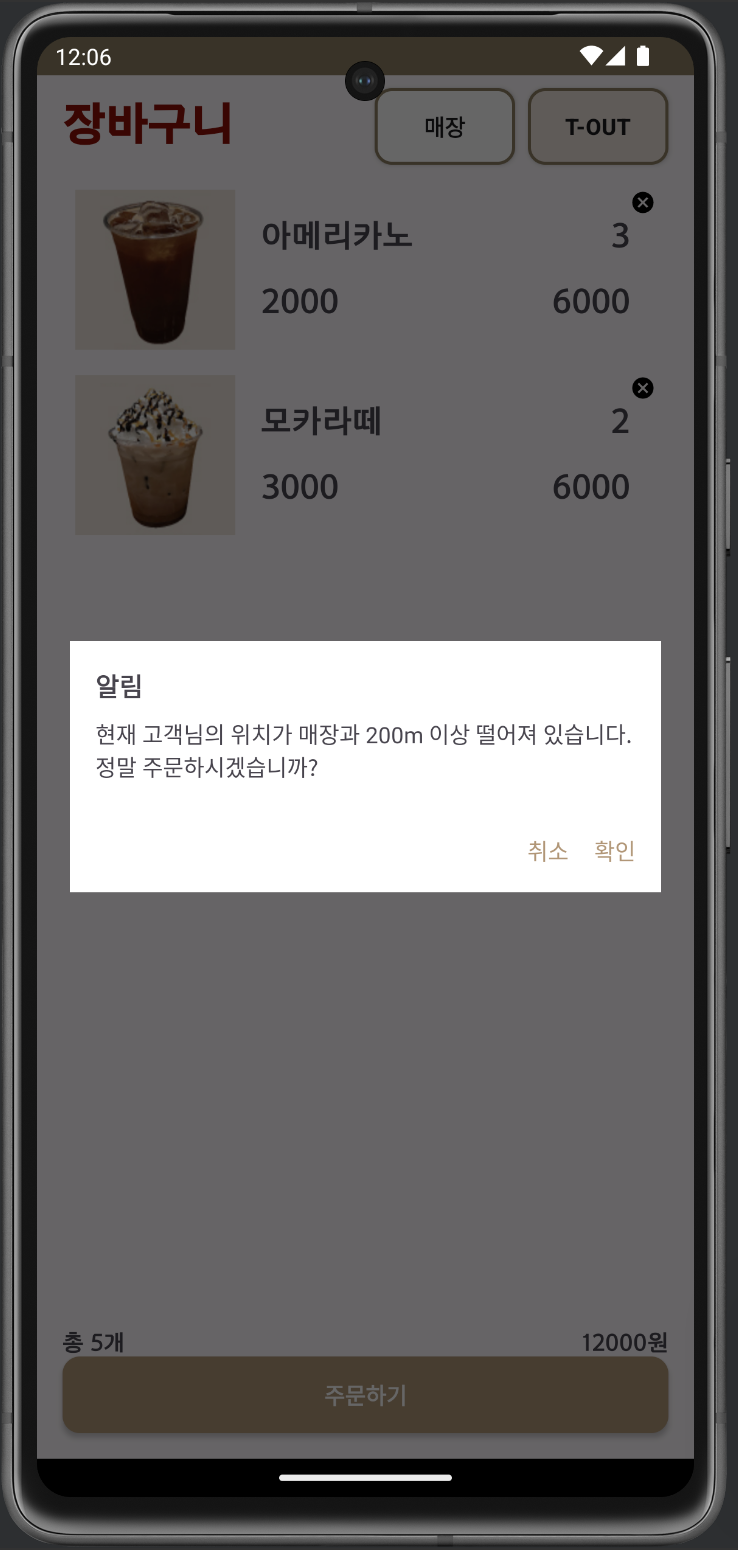 12:06
장바구니
매장
T-OUT
아메리카노
3
2000
6000
모카라떼
2
3000
6000
알림
현재 고객님의 위치가 매장과 200m 이상 떨어져 있습니다.
정말 주문하시겠습니까?
취소
확인
총 5개
12000원
주문하기